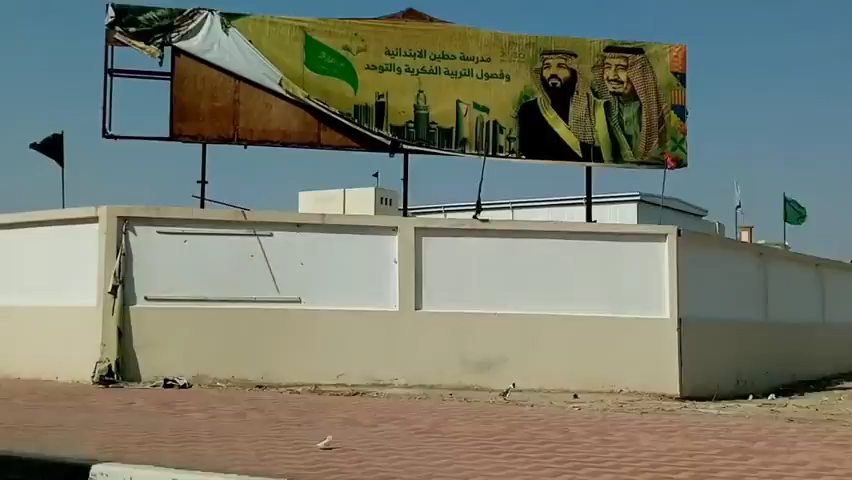 مدرسة حطين الابتدائية
وفصول التربية الفكرية والتوحد